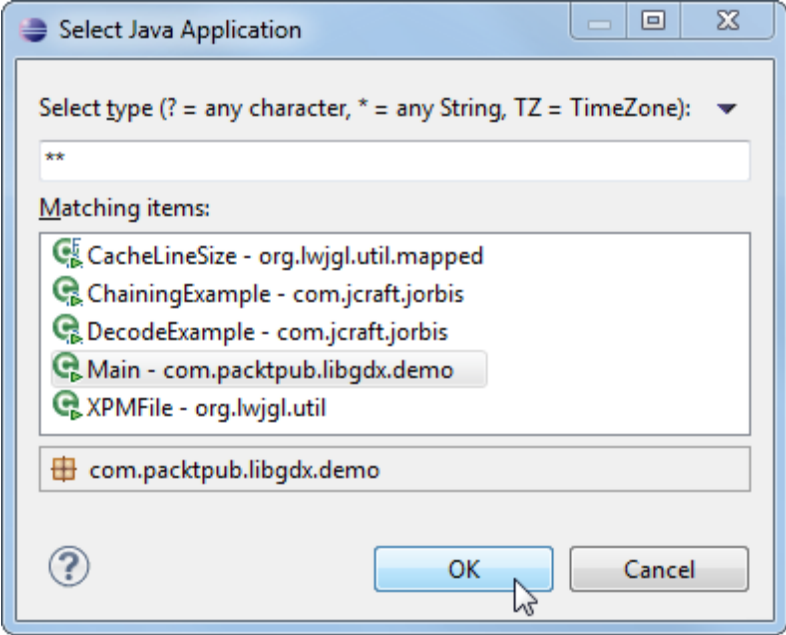 Select Java Application
Select type (? = any character, * = any String, TZ = TimeZone):
**
Matching items:
CacheLineSize - org.lwjgl.util.mapped
ChainingExample - com.jcraft.jorbis
DecodeExample - com.jcraft.jorbis
Main - com.packtpub.libgdx.demo
XPMFile - org.lwjgl.util
com.packtpub.libgdx.demo
OK Cancel